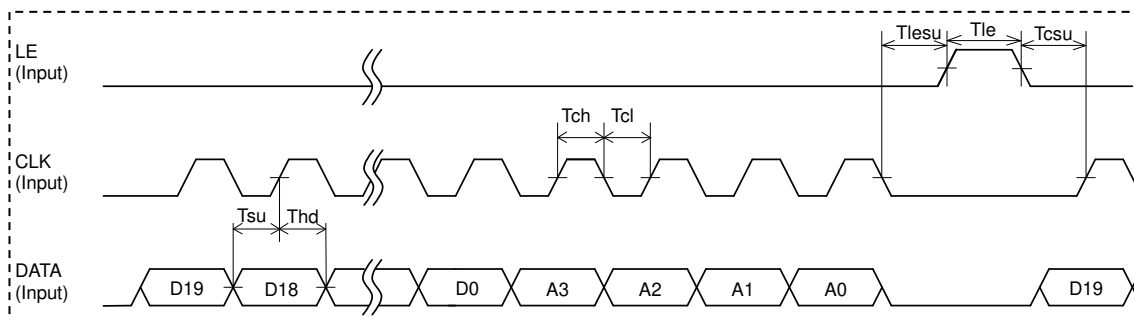 LE
(Input)
Tlesu
Tle
Tcsu
CLK
(Input)
Tch
Tcl
Tsu
Thd
DATA
(Input)
D19
D18
D0
A3
A2
A1
A0
D19